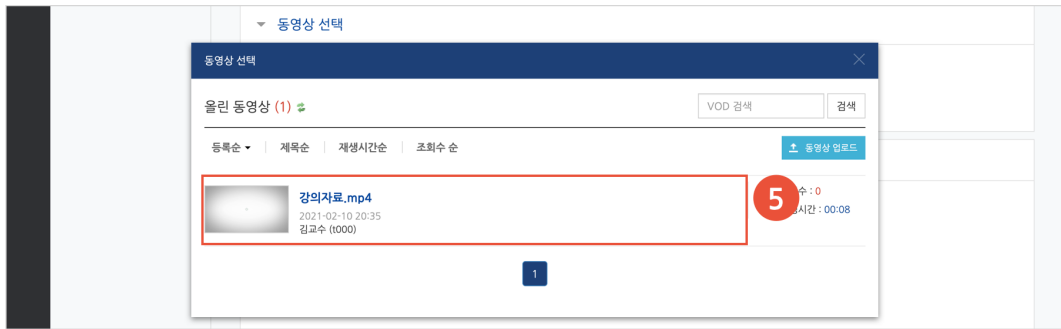 동영상 선택
동영상 선택
올린 동영상 (1)
VOD 검색
검색
등록순
제목순
재생시간순
조회수 순
동영상 업로드
강의자료.mp4
2021-02-10 20:35
김교수 (t000)
5
수 : 0
시간 : 00:08
1